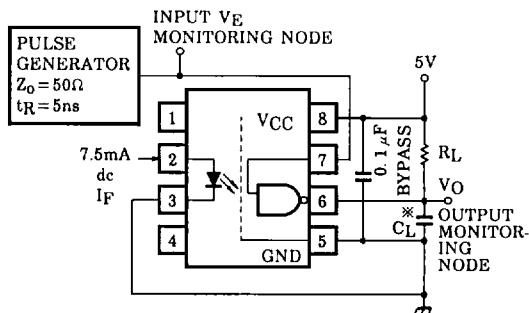 INPUT VE
MONITORING NODE
PULSE
GENERATOR
Zo = 50Ω
tR = 5ns
5V
1
VCC
8
7.5mA
dc
IF
2
7
0.1μF
BYPASS
RL
3
6
VO
4
GND
5
※
CL
OUTPUT
MONITOR-
ING
NODE